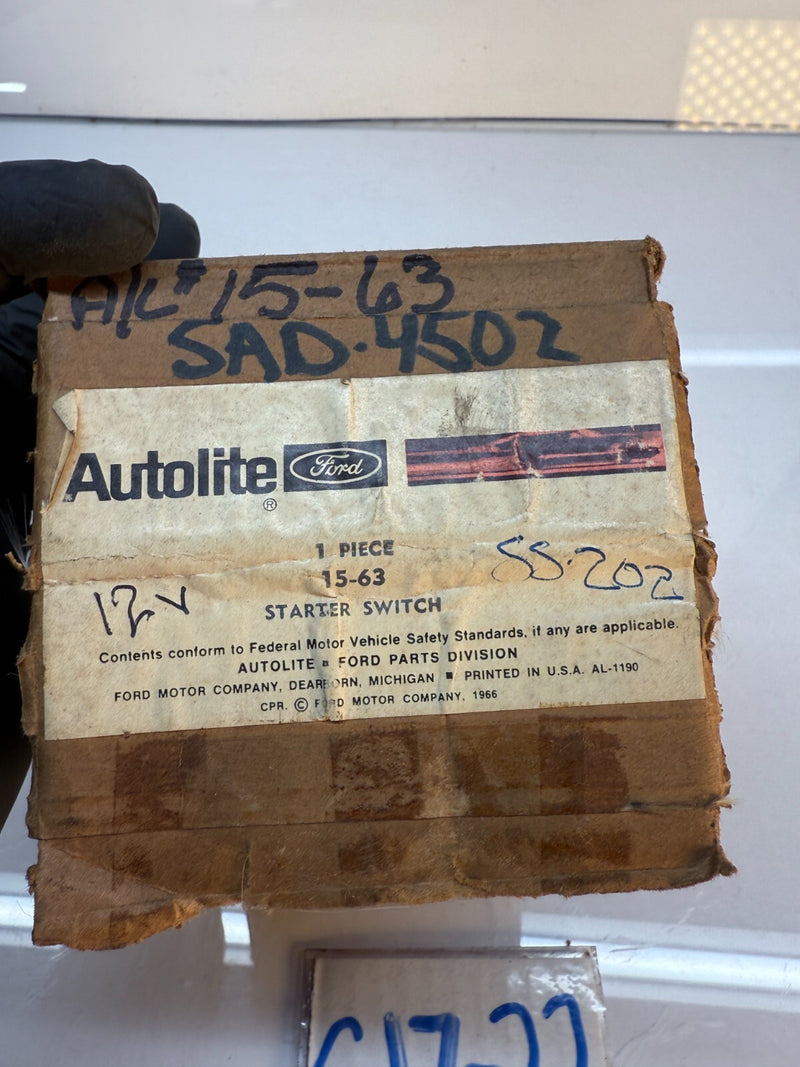 A/L# 15-63
SAD-4502
Autolite Ford
®
1 PIECE
15-63
SS-202
12v
STARTER SWITCH
Contents conform to Federal Motor Vehicle Safety Standards, if any are applicable.
AUTOLITE ▪ FORD PARTS DIVISION
FORD MOTOR COMPANY, DEARBORN, MICHIGAN ▪ PRINTED IN U.S.A. AL-1190
CPR. © FORD MOTOR COMPANY, 1966